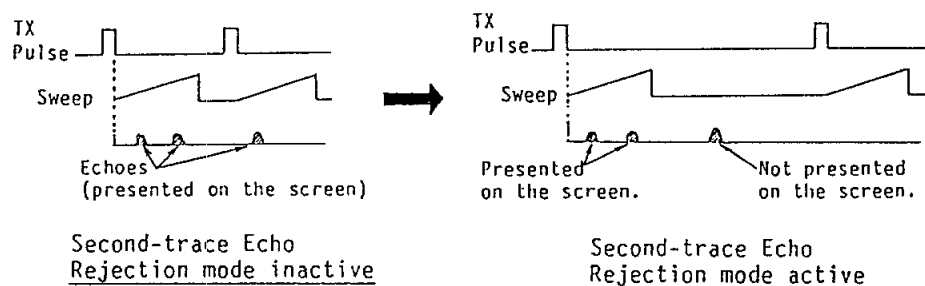 TX
Pulse
Sweep
Echoes
(presented on the screen)
Second-trace Echo
Rejection mode inactive
TX
Pulse
Sweep
Presented
on the screen.
Not presented
on the screen.
Second-trace Echo
Rejection mode active